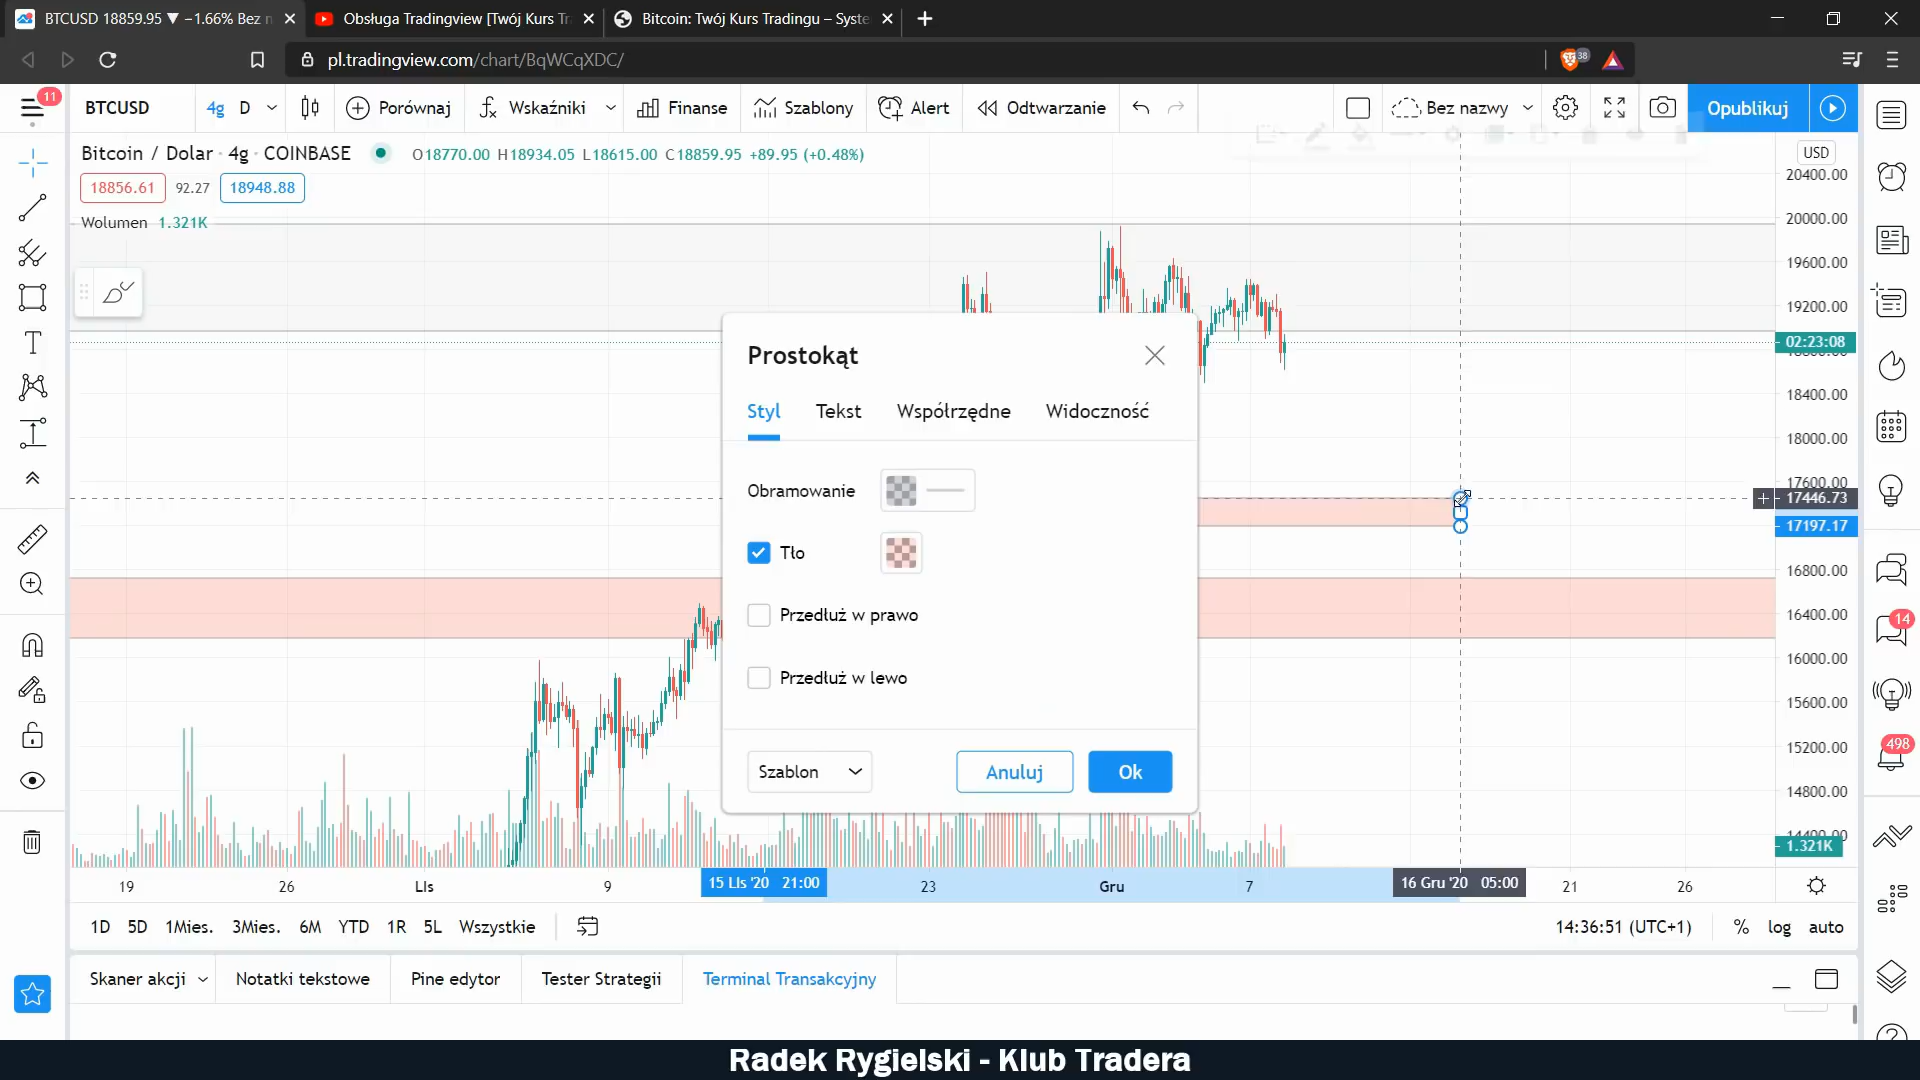 BTCUSD 18859.95 ▼ −1.66% Bez n
Obsługa Tradingview [Twój Kurs Tr
Bitcoin: Twój Kurs Tradingu – Syste
pl.tradingview.com/chart/BqWCqXDC/
38
11
BTCUSD
4g
D
Porównaj
Wskaźniki
Finanse
Szablony
Alert
Odtwarzanie
Bez nazwy
Opublikuj
Bitcoin / Dolar · 4g · COINBASE
O18770.00 H18934.05 L18615.00 C18859.95 +89.95 (+0.48%)
USD
18856.61
92.27
18948.88
Wolumen 1.321K
20400.00
20000.00
19600.00
19200.00
02:23:08
18400.00
18000.00
17600.00
17446.73
17197.17
16800.00
16400.00
16000.00
15600.00
15200.00
14800.00
14400.00
1.321K
Prostokąt
Styl
Tekst
Współrzędne
Widoczność
Obramowanie
Tło
Przedłuż w prawo
Przedłuż w lewo
Szablon
Anuluj
Ok
14
498
19
26
Lis
9
15 Lis '20 21:00
23
Gru
7
16 Gru '20 05:00
21
26
1D
5D
1Mies.
3Mies.
6M
YTD
1R
5L
Wszystkie
14:36:51 (UTC+1)
%
log
auto
Skaner akcji
Notatki tekstowe
Pine edytor
Tester Strategii
Terminal Transakcyjny
Radek Rygielski - Klub Tradera